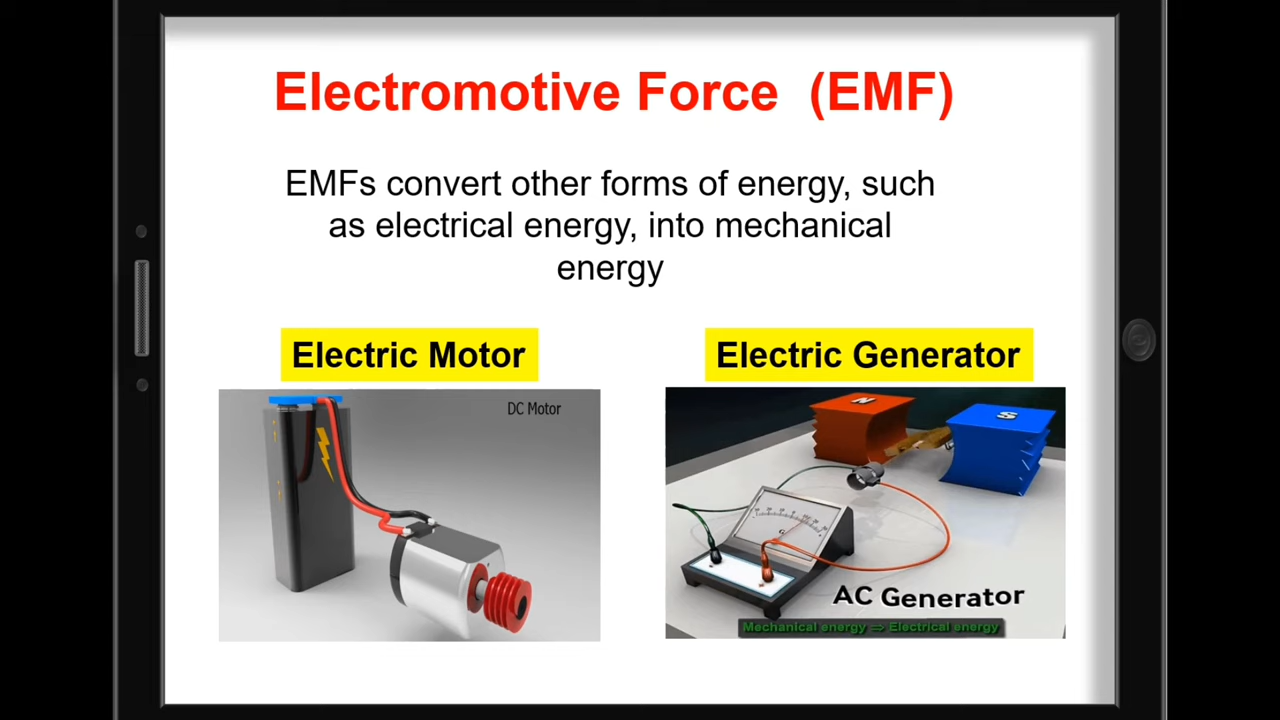 Electromotive Force (EMF)
EMFs convert other forms of energy, such
as electrical energy, into mechanical
energy
Electric Motor
Electric Generator
DC Motor
N
S
G
AC Generator
Mechanical energy ⇒ Electrical energy